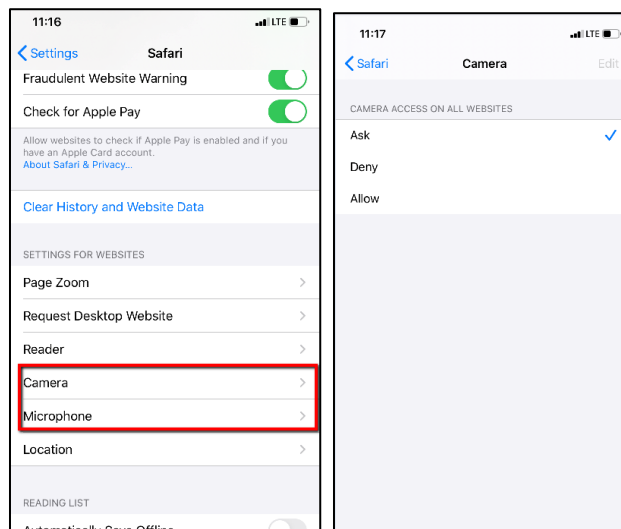 11:16
LTE
Settings
Safari
Fraudulent Website Warning
Check for Apple Pay
Allow websites to check if Apple Pay is enabled and if you
have an Apple Card account.
About Safari & Privacy...
Clear History and Website Data
SETTINGS FOR WEBSITES
Page Zoom
Request Desktop Website
Reader
Camera
Microphone
Location
READING LIST
Automatically Save Offline
11:17
LTE
Safari
Camera
Edit
CAMERA ACCESS ON ALL WEBSITES
Ask
Deny
Allow